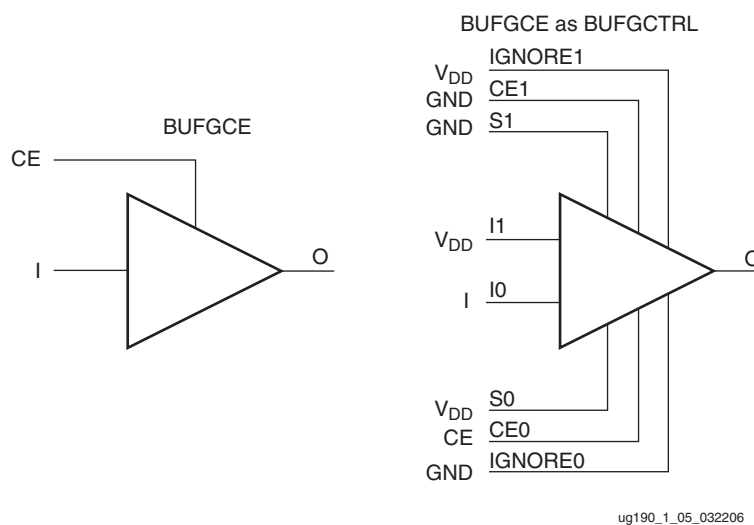 BUFGCE
CE
I
O
BUFGCE as BUFGCTRL
V_DD IGNORE1
GND CE1
GND S1
V_DD I1
I I0
O
V_DD S0
CE CE0
GND IGNORE0
ug190_1_05_032206